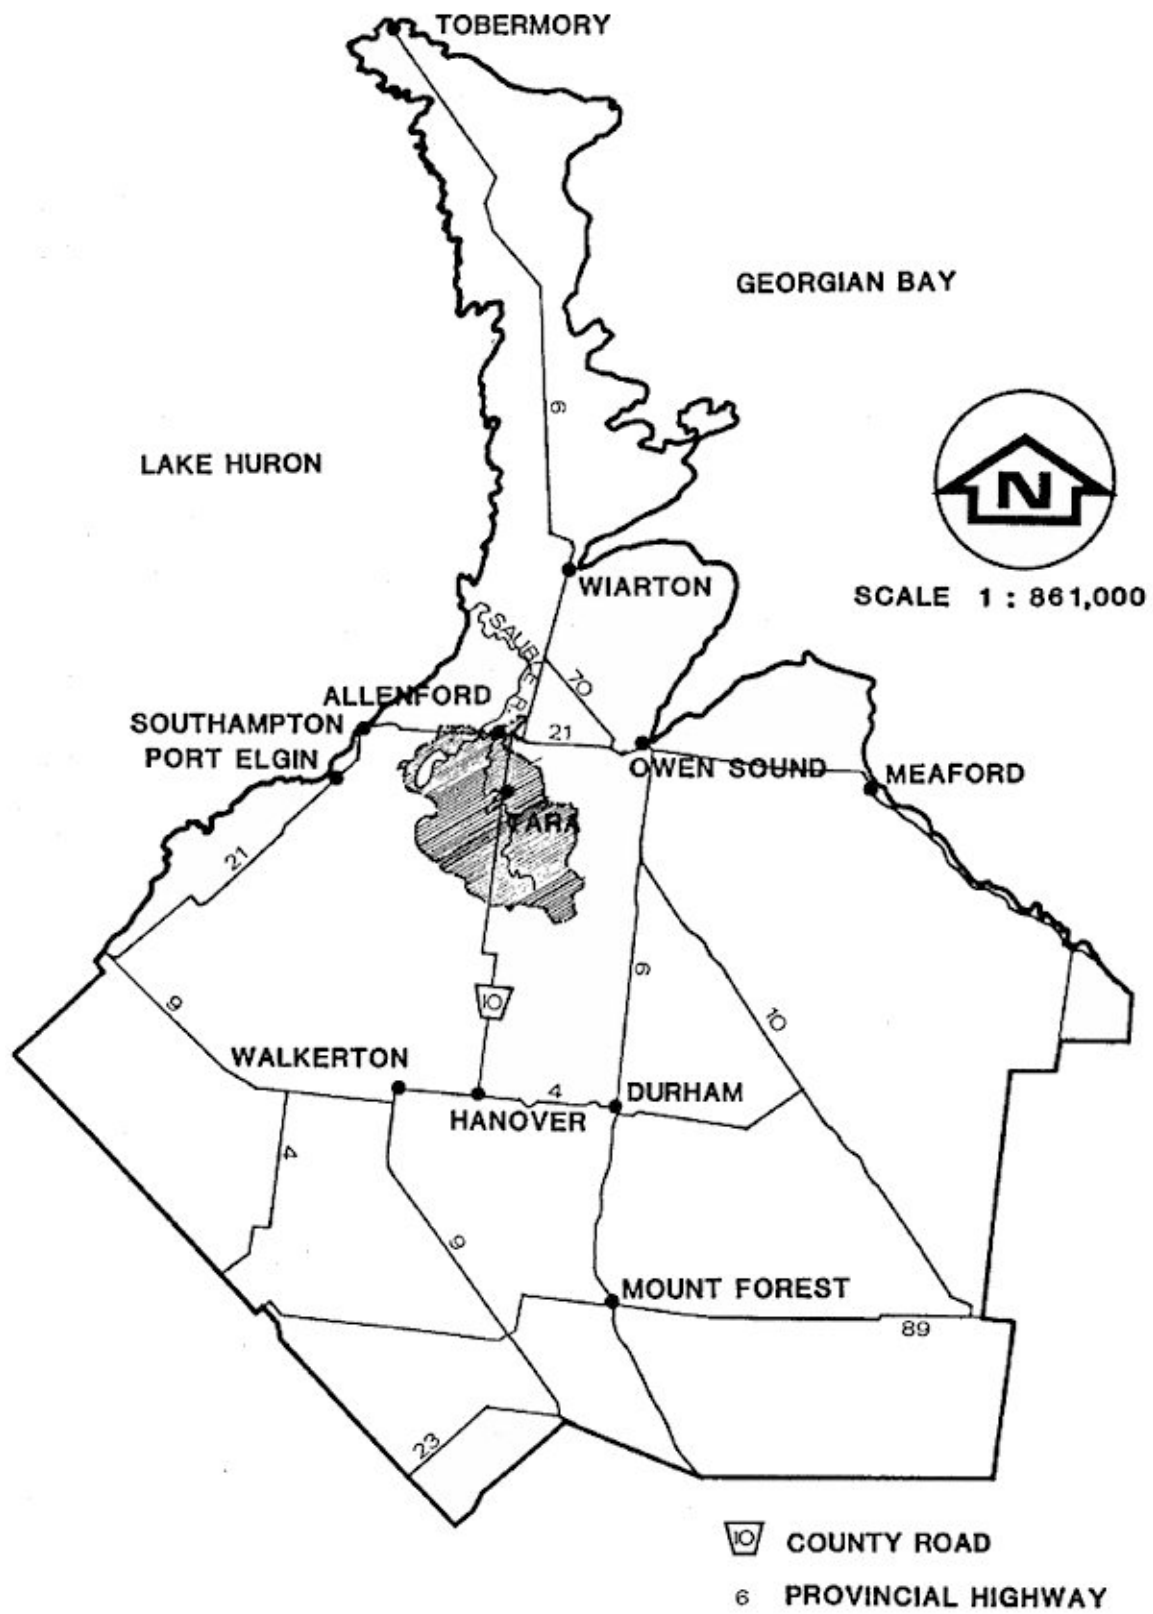 TOBERMORY
GEORGIAN BAY
6
LAKE HURON
N
WIARTON
SCALE 1 : 861,000
SAUBLE R.
70
ALLENFORD
SOUTHAMPTON
21
PORT ELGIN
OWEN SOUND
MEAFORD
TARA
21
6
10
9
10
WALKERTON
4
DURHAM
HANOVER
4
9
MOUNT FOREST
89
23
10 COUNTY ROAD
6 PROVINCIAL HIGHWAY